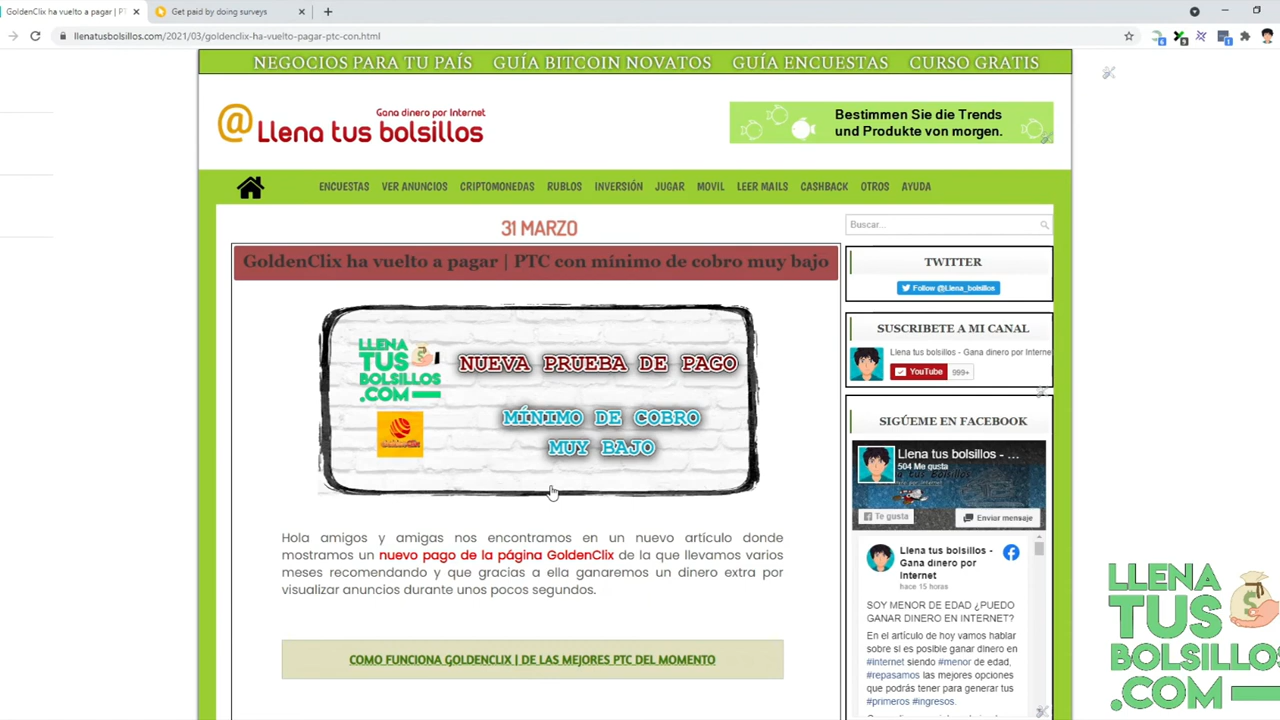 GoldenClix ha vuelto a pagar | PT
Get paid by doing surveys
llenatusbolsillos.com/2021/03/goldenclix-ha-vuelto-pagar-ptc-con.html
NEGOCIOS PARA TU PAÍS GUÍA BITCOIN NOVATOS GUÍA ENCUESTAS CURSO GRATIS
Gana dinero por Internet
@Llena tus bolsillos
Bestimmen Sie die Trends
und Produkte von morgen.
ENCUESTAS VER ANUNCIOS CRIPTOMONEDAS RUBLOS INVERSIÓN JUGAR MOVIL LEER MAILS CASHBACK OTROS AYUDA
31 MARZO
GoldenClix ha vuelto a pagar | PTC con mínimo de cobro muy bajo
LLENA
TUS
BOLSILLOS
.COM
NUEVA PRUEBA DE PAGO
MÍNIMO DE COBRO
MUY BAJO
Hola amigos y amigas nos encontramos en un nuevo artículo donde
mostramos un nuevo pago de la página GoldenClix de la que llevamos varios
meses recomendando y que gracias a ella ganaremos un dinero extra por
visualizar anuncios durante unos pocos segundos.
COMO FUNCIONA GOLDENCLIX | DE LAS MEJORES PTC DEL MOMENTO
Buscar...
TWITTER
Follow @Llena_bolsillos
SUSCRIBETE A MI CANAL
Llena tus bolsillos - Gana dinero por Interne
YouTube 999+
SIGÚEME EN FACEBOOK
Llena tus bolsillos - ...
504 Me gusta
Te gusta
Enviar mensaje
Llena tus bolsillos -
Gana dinero por
Internet
hace 15 horas
SOY MENOR DE EDAD ¿PUEDO
GANAR DINERO EN INTERNET?
En el artículo de hoy vamos hablar
sobre si es posible ganar dinero en
#internet siendo #menor de edad,
#repasamos las mejores opciones
que podrás tener para generar tus
#primeros #ingresos.
LLENA
TUS
BOLSILLOS
.COM